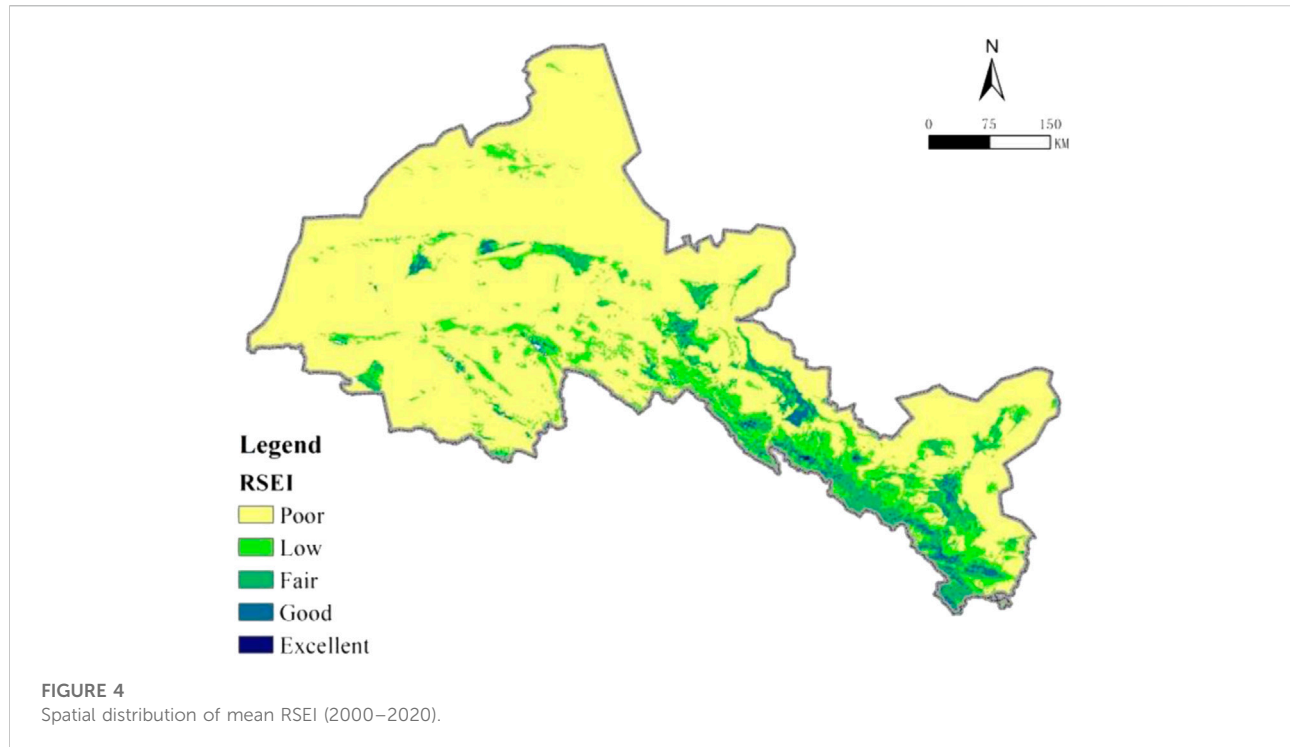 N
0 75 150
KM
Legend
RSEI
Poor
Low
Fair
Good
Excellent
FIGURE 4
Spatial distribution of mean RSEI (2000–2020).